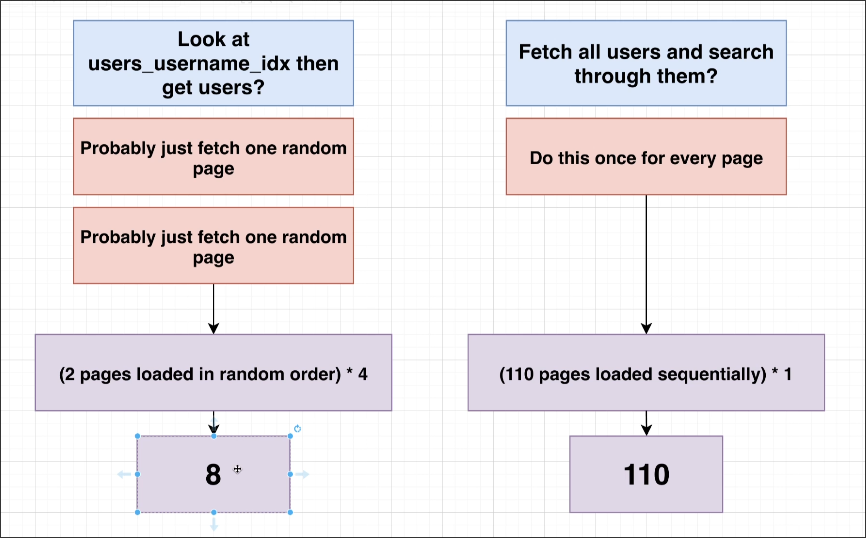 Look at
users_username_idx then
get users?
Probably just fetch one random
page
Probably just fetch one random
page
(2 pages loaded in random order) * 4
8
Fetch all users and search
through them?
Do this once for every page
(110 pages loaded sequentially) * 1
110